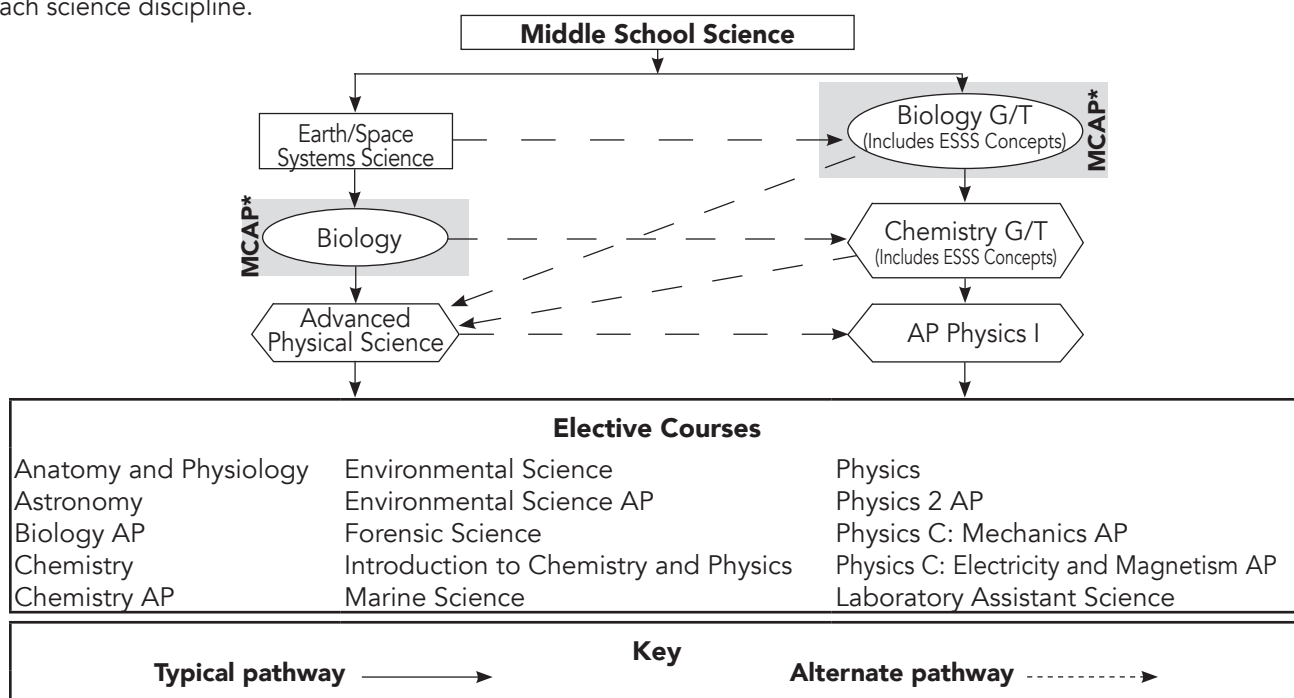 ach science discipline.
Middle School Science
Earth/Space
Systems Science
Biology G/T
(Includes ESSS Concepts)
MCAP*
MCAP*
Biology
Chemistry G/T
(Includes ESSS Concepts)
Advanced
Physical Science
AP Physics I
Elective Courses
Anatomy and Physiology
Astronomy
Biology AP
Chemistry
Chemistry AP
Environmental Science
Environmental Science AP
Forensic Science
Introduction to Chemistry and Physics
Marine Science
Physics
Physics 2 AP
Physics C: Mechanics AP
Physics C: Electricity and Magnetism AP
Laboratory Assistant Science
Key
Typical pathway
Alternate pathway